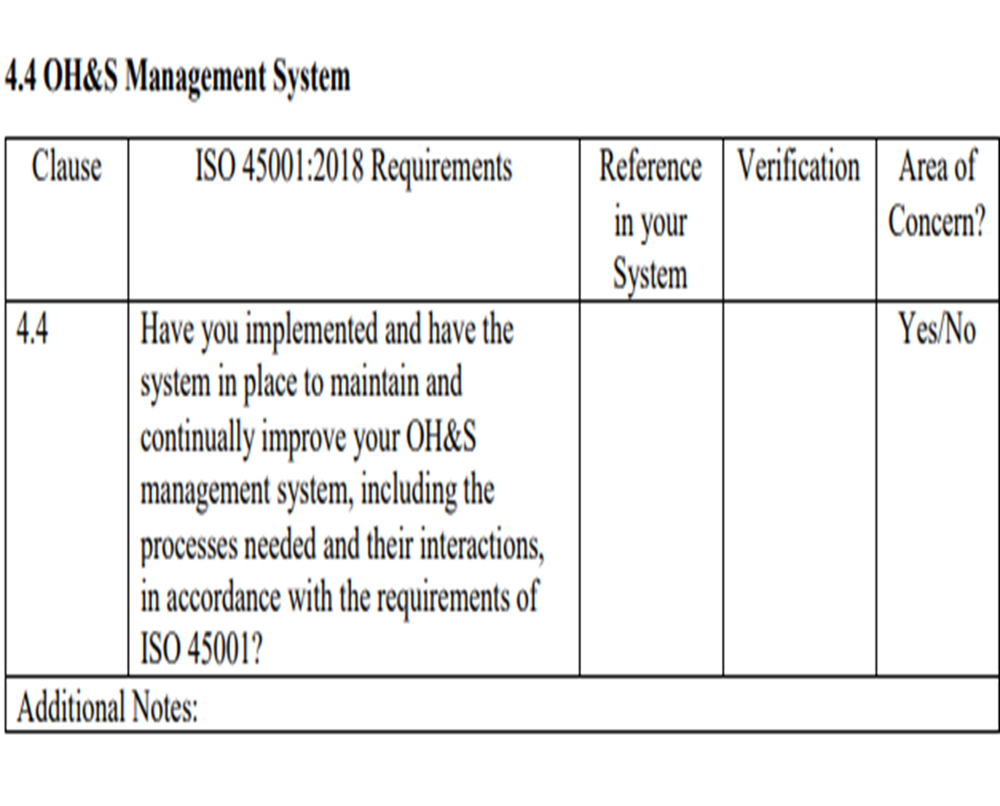 4.4 OH&S Management System
Clause
ISO 45001:2018 Requirements
Reference
in your
System
Verification
Area of
Concern?
4.4
Have you implemented and have the
system in place to maintain and
continually improve your OH&S
management system, including the
processes needed and their interactions,
in accordance with the requirements of
ISO 45001?
Yes/No
Additional Notes: